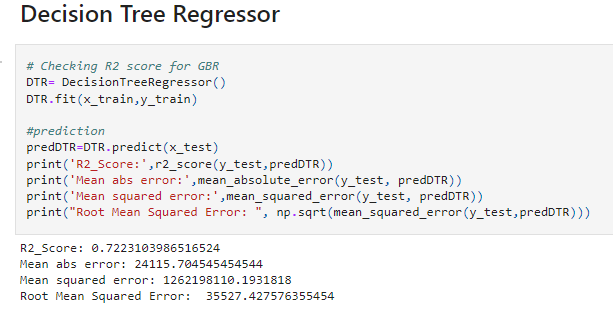 Decision Tree Regressor
# Checking R2 score for GBR
DTR= DecisionTreeRegressor()
DTR.fit(x_train,y_train)
#prediction
predDTR=DTR.predict(x_test)
print('R2_Score:',r2_score(y_test,predDTR))
print('Mean abs error:',mean_absolute_error(y_test, predDTR))
print('Mean squared error:',mean_squared_error(y_test, predDTR))
print("Root Mean Squared Error: ", np.sqrt(mean_squared_error(y_test,predDTR)))
R2_Score: 0.7223103986516524
Mean abs error: 24115.704545454544
Mean squared error: 1262198110.1931818
Root Mean Squared Error:  35527.427576355454